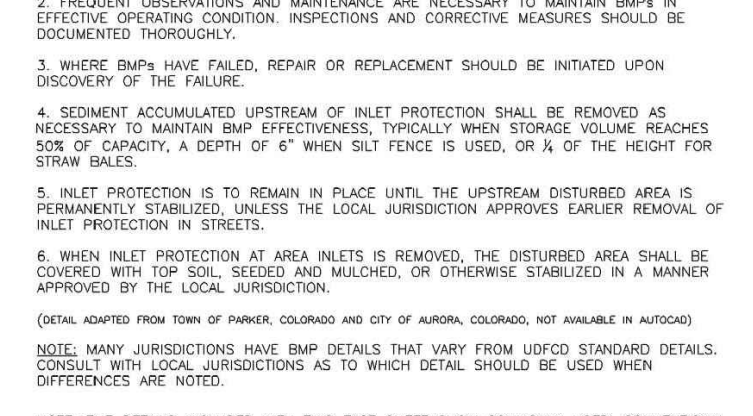 2. FREQUENT OBSERVATIONS AND MAINTENANCE ARE NECESSARY TO MAINTAIN BMPs IN
EFFECTIVE OPERATING CONDITION. INSPECTIONS AND CORRECTIVE MEASURES SHOULD BE
DOCUMENTED THOROUGHLY.
3. WHERE BMPs HAVE FAILED, REPAIR OR REPLACEMENT SHOULD BE INITIATED UPON
DISCOVERY OF THE FAILURE.
4. SEDIMENT ACCUMULATED UPSTREAM OF INLET PROTECTION SHALL BE REMOVED AS
NECESSARY TO MAINTAIN BMP EFFECTIVENESS, TYPICALLY WHEN STORAGE VOLUME REACHES
50% OF CAPACITY, A DEPTH OF 6" WHEN SILT FENCE IS USED, OR ¼ OF THE HEIGHT FOR
STRAW BALES.
5. INLET PROTECTION IS TO REMAIN IN PLACE UNTIL THE UPSTREAM DISTURBED AREA IS
PERMANENTLY STABILIZED, UNLESS THE LOCAL JURISDICTION APPROVES EARLIER REMOVAL OF
INLET PROTECTION IN STREETS.
6. WHEN INLET PROTECTION AT AREA INLETS IS REMOVED, THE DISTURBED AREA SHALL BE
COVERED WITH TOP SOIL, SEEDED AND MULCHED, OR OTHERWISE STABILIZED IN A MANNER
APPROVED BY THE LOCAL JURISDICTION.
(DETAIL ADAPTED FROM TOWN OF PARKER, COLORADO AND CITY OF AURORA, COLORADO, NOT AVAILABLE IN AUTOCAD)
NOTE: MANY JURISDICTIONS HAVE BMP DETAILS THAT VARY FROM UDFCD STANDARD DETAILS.
CONSULT WITH LOCAL JURISDICTIONS AS TO WHICH DETAIL SHOULD BE USED WHEN
DIFFERENCES ARE NOTED.